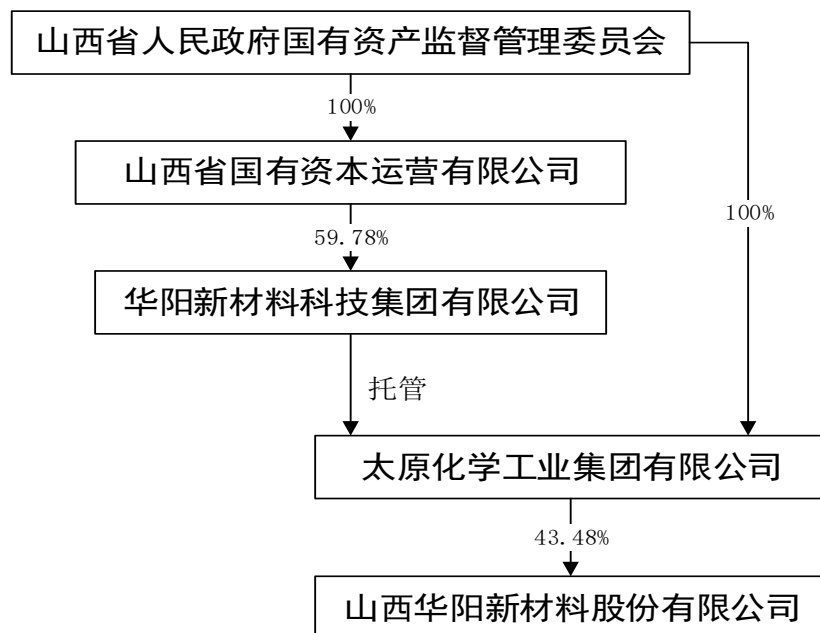 山西省人民政府国有资产监督管理委员会
100%
山西省国有资本运营有限公司
59.78%
100%
华阳新材料科技集团有限公司
托管
太原化学工业集团有限公司
43.48%
山西华阳新材料股份有限公司